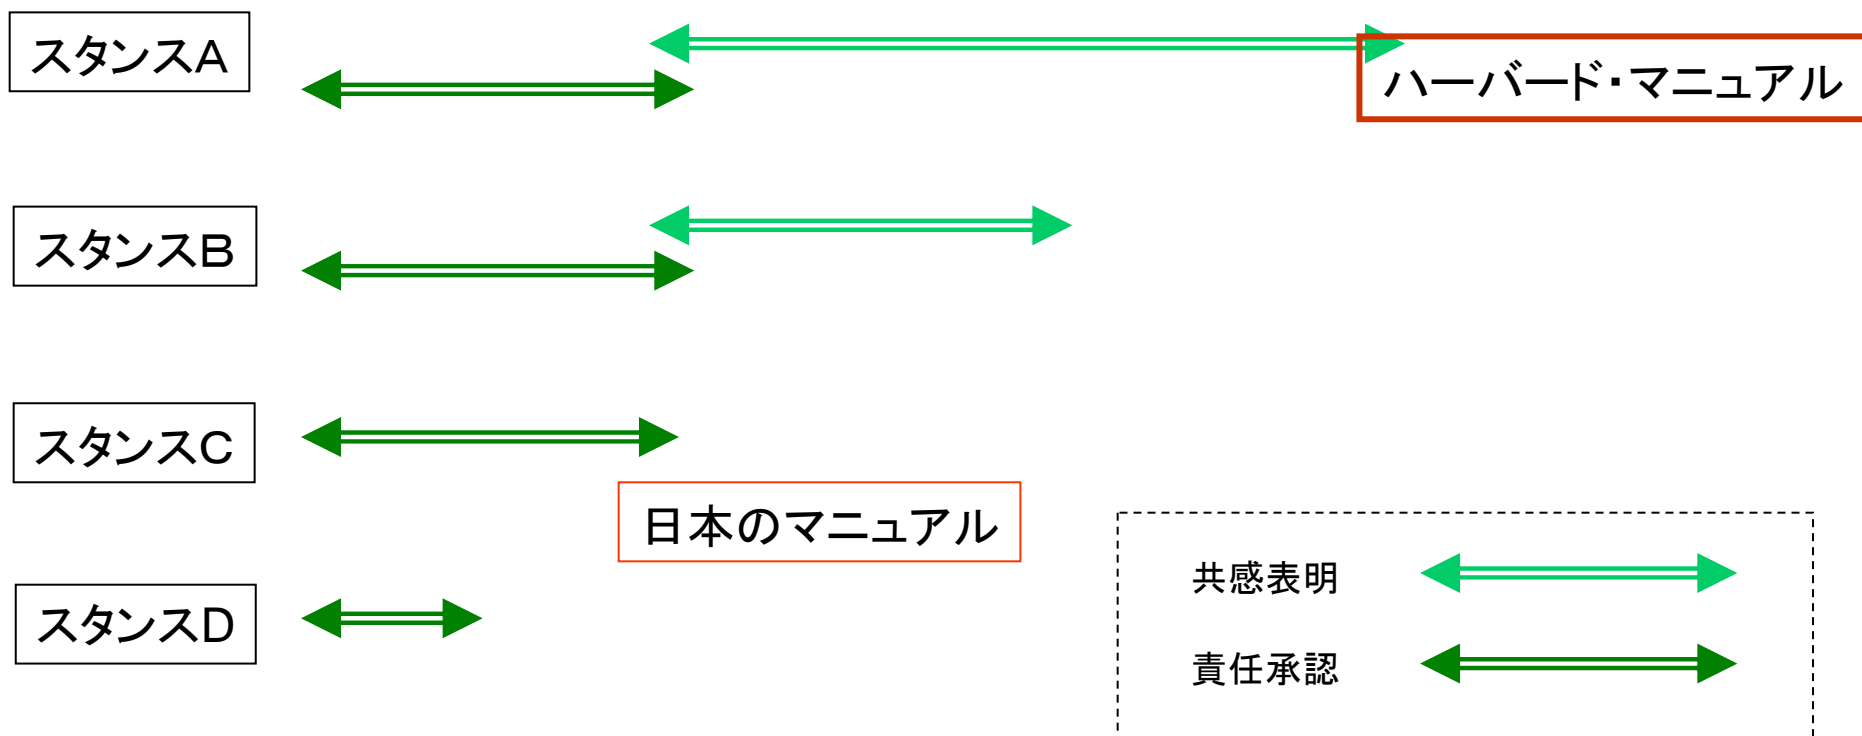 スタンスA
ハーバード・マニュアル
スタンスB
スタンスC
日本のマニュアル
スタンスD
共感表明
責任承認